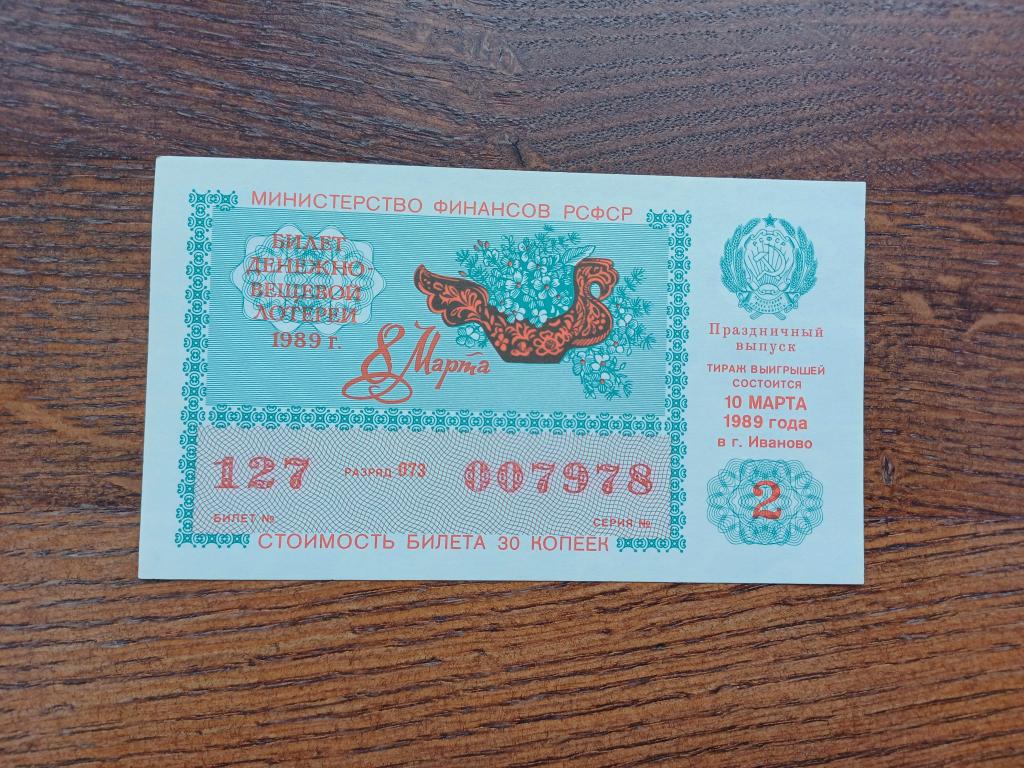 МИНИСТЕРСТВО ФИНАНСОВ РСФСР
БИЛЕТ
ДЕНЕЖНО-
ВЕЩЕВОЙ
ЛОТЕРЕИ
1989 г.
8 Марта
127 РАЗРЯД 073 007978
БИЛЕТ № СЕРИЯ №
СТОИМОСТЬ БИЛЕТА 30 КОПЕЕК
Праздничный
выпуск
ТИРАЖ ВЫИГРЫШЕЙ
СОСТОИТСЯ
10 МАРТА
1989 года
в г. Иваново
2